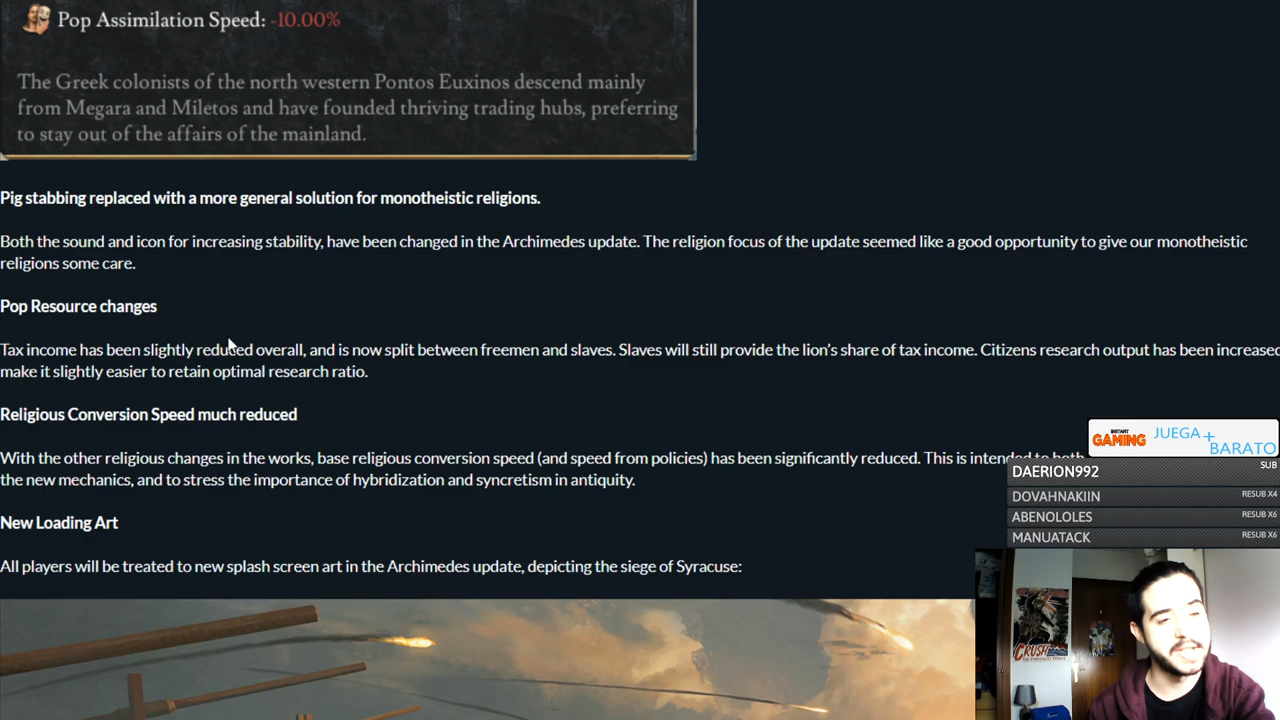 Pop Assimilation Speed: -10.00%
The Greek colonists of the north western Pontos Euxinos descend mainly
from Megara and Miletos and have founded thriving trading hubs, preferring
to stay out of the affairs of the mainland.
Pig stabbing replaced with a more general solution for monotheistic religions.
Both the sound and icon for increasing stability, have been changed in the Archimedes update. The religion focus of the update seemed like a good opportunity to give our monotheistic
religions some care.
Pop Resource changes
Tax income has been slightly reduced overall, and is now split between freemen and slaves. Slaves will still provide the lion's share of tax income. Citizens research output has been increased
make it slightly easier to retain optimal research ratio.
Religious Conversion Speed much reduced
With the other religious changes in the works, base religious conversion speed (and speed from policies) has been significantly reduced. This is intended to both
the new mechanics, and to stress the importance of hybridization and syncretism in antiquity.
New Loading Art
All players will be treated to new splash screen art in the Archimedes update, depicting the siege of Syracuse:
INSTANT GAMING JUEGA+ BARATO
DAERION992 SUB
DOVAHNAKIIN RESUB X4
ABENOLOLES RESUB X6
MANUATACK RESUB X6
CRUSH